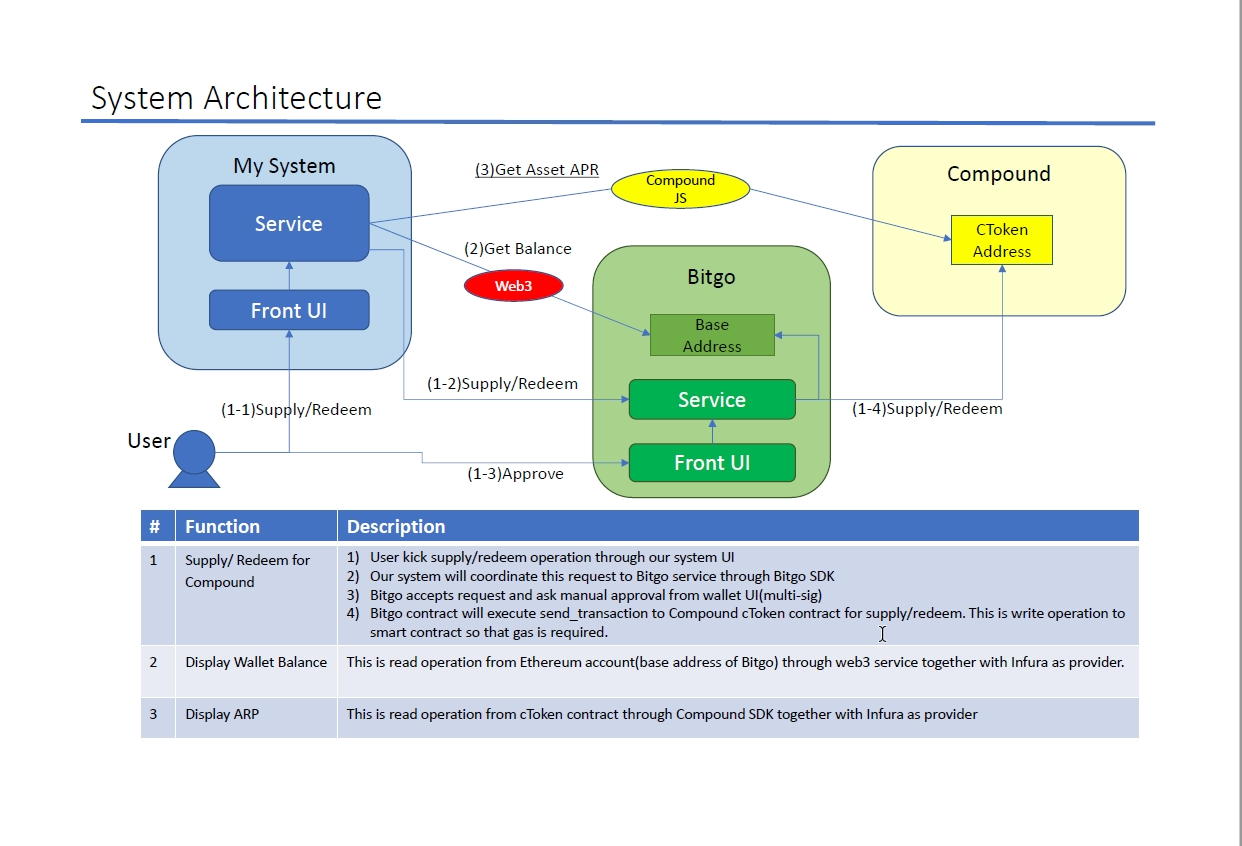 System Architecture
My System
Service
Front UI
(3)Get Asset APR
Compound
JS
(2)Get Balance
Web3
Compound
CToken
Address
Bitgo
Base
Address
Service
Front UI
(1-1)Supply/Redeem
(1-2)Supply/Redeem
(1-4)Supply/Redeem
User
(1-3)Approve
# Function Description
1 Supply/ Redeem for Compound
1) User kick supply/redeem operation through our system UI
2) Our system will coordinate this request to Bitgo service through Bitgo SDK
3) Bitgo accepts request and ask manual approval from wallet UI(multi-sig)
4) Bitgo contract will execute send_transaction to Compound cToken contract for supply/redeem. This is write operation to
smart contract so that gas is required.
2 Display Wallet Balance This is read operation from Ethereum account(base address of Bitgo) through web3 service together with Infura as provider.
3 Display ARP This is read operation from cToken contract through Compound SDK together with Infura as provider